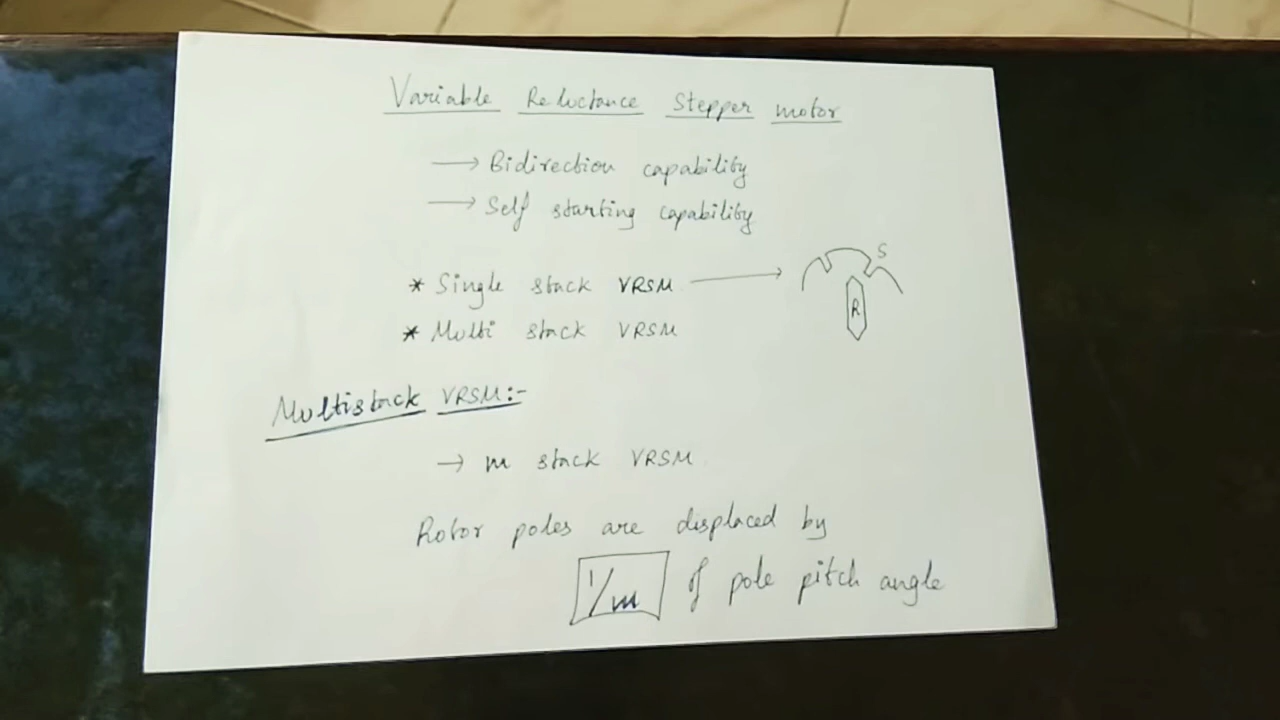 Variable Reluctance Stepper motor
→ Bidirection capability
→ Self starting capability
* Single stack VRSM →
S
R
* Multi stack VRSM
Multistack VRSM:-
→ m stack VRSM
Rotor poles are displaced by
1/m of pole pitch angle